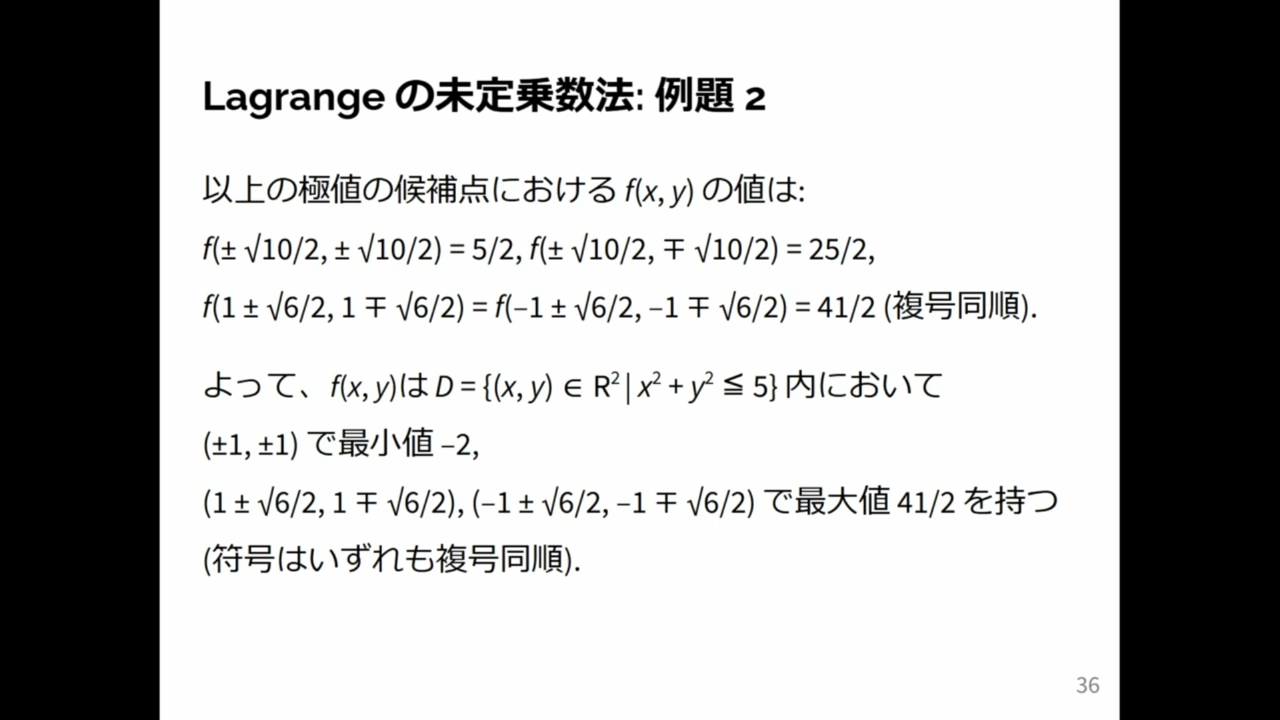 Lagrange の未定乗数法: 例題 2
以上の極値の候補点における f(x, y) の値は:
f(± √10/2, ± √10/2) = 5/2, f(± √10/2, ∓ √10/2) = 25/2,
f(1 ± √6/2, 1 ∓ √6/2) = f(–1 ± √6/2, –1 ∓ √6/2) = 41/2 (複号同順).
よって、f(x, y)は D = {(x, y) ∈ R² | x² + y² ≦ 5} 内において
(±1, ±1) で最小値 –2,
(1 ± √6/2, 1 ∓ √6/2), (–1 ± √6/2, –1 ∓ √6/2) で最大値 41/2 を持つ
(符号はいずれも複号同順).
36